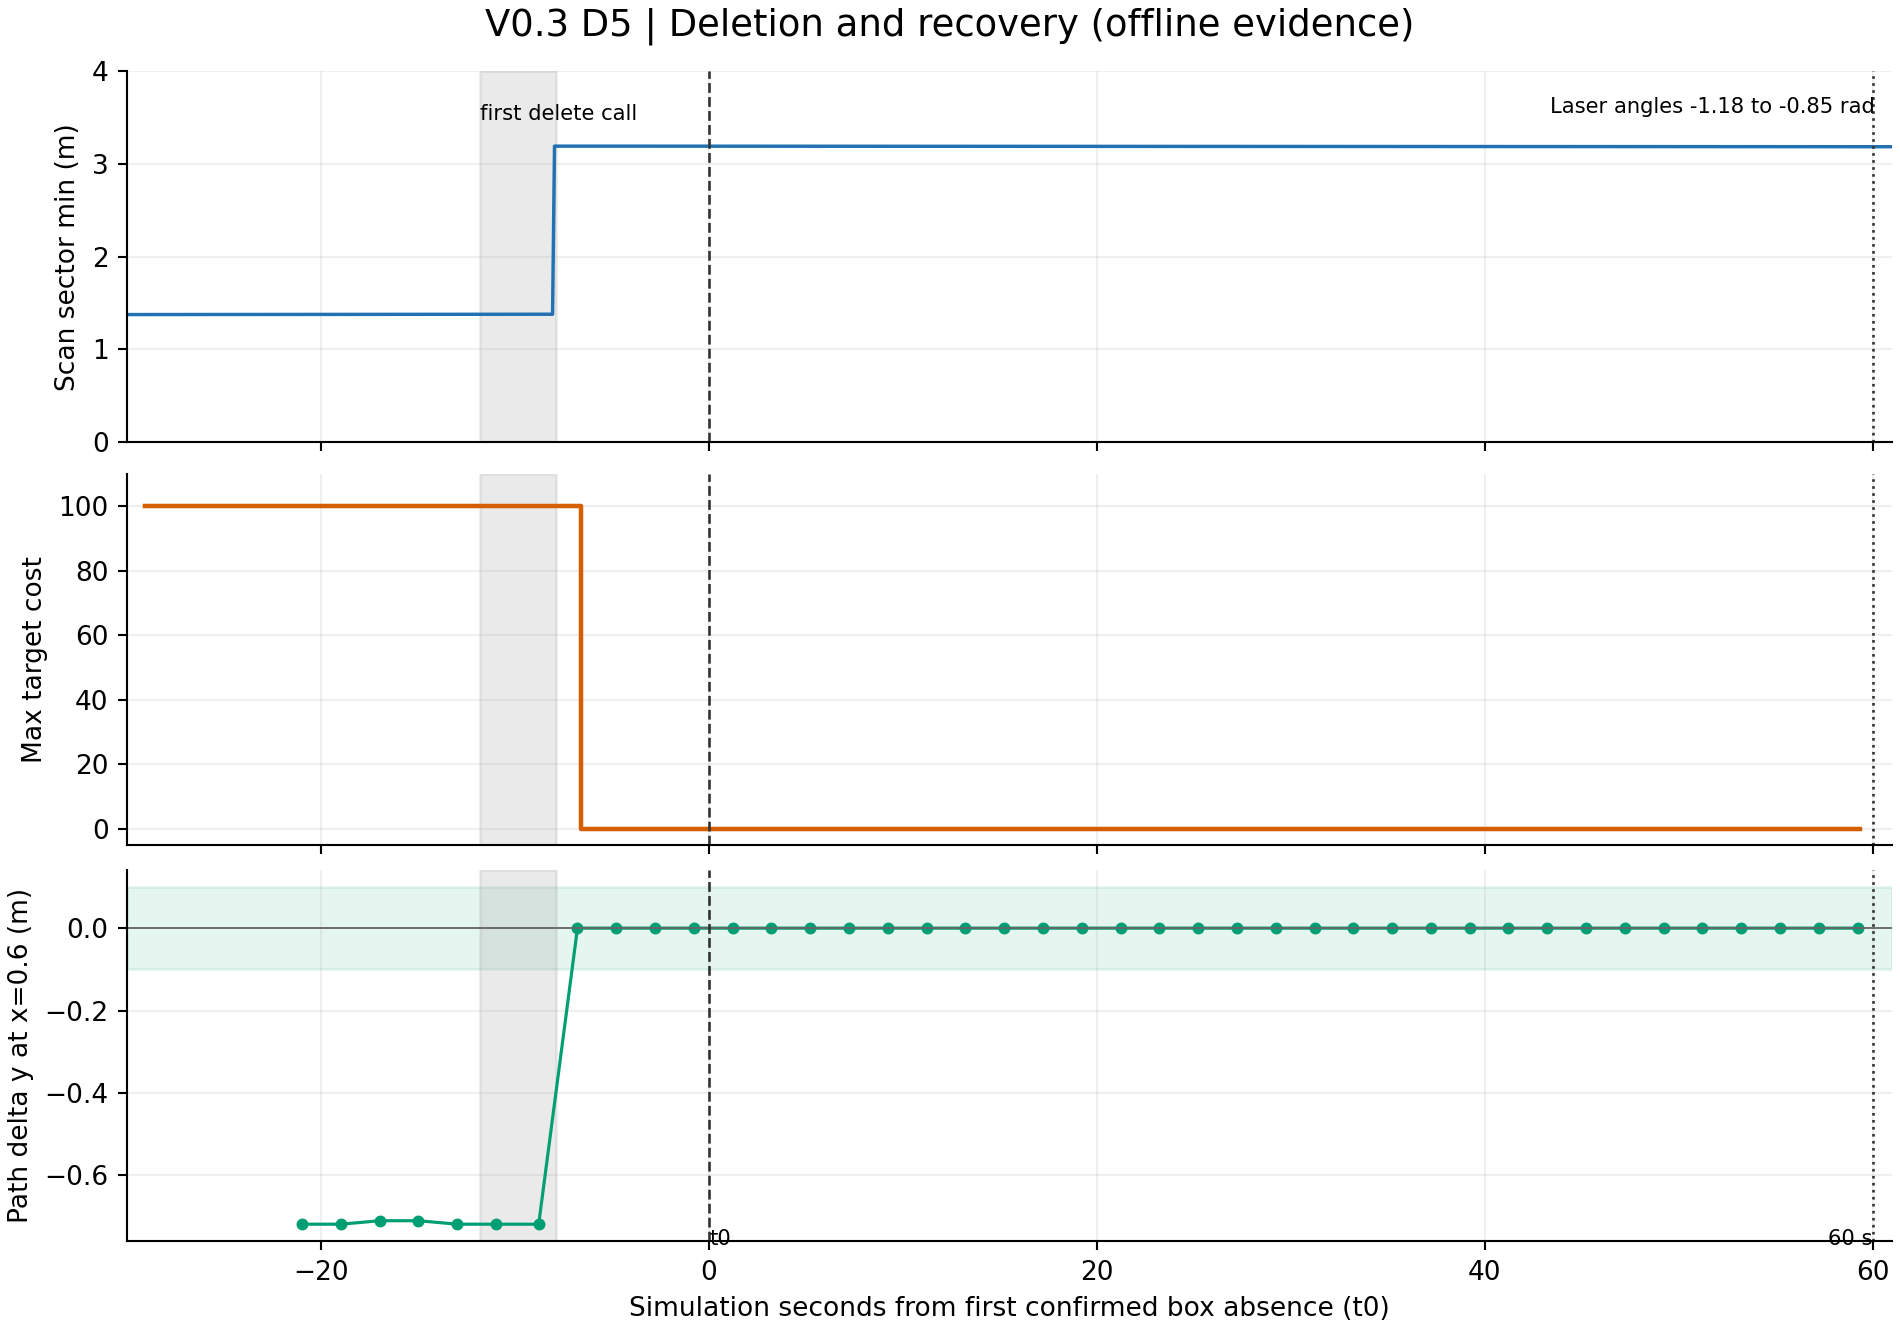 V0.3 D5 | Deletion and recovery (offline evidence)
4
3
2
1
0
Scan sector min (m)
first delete call
Laser angles -1.18 to -0.85 rad
100
80
60
40
20
0
Max target cost
0.0
−0.2
−0.4
−0.6
Path delta y at x=0.6 (m)
t0
60 s
−20
0
20
40
60
Simulation seconds from first confirmed box absence (t0)